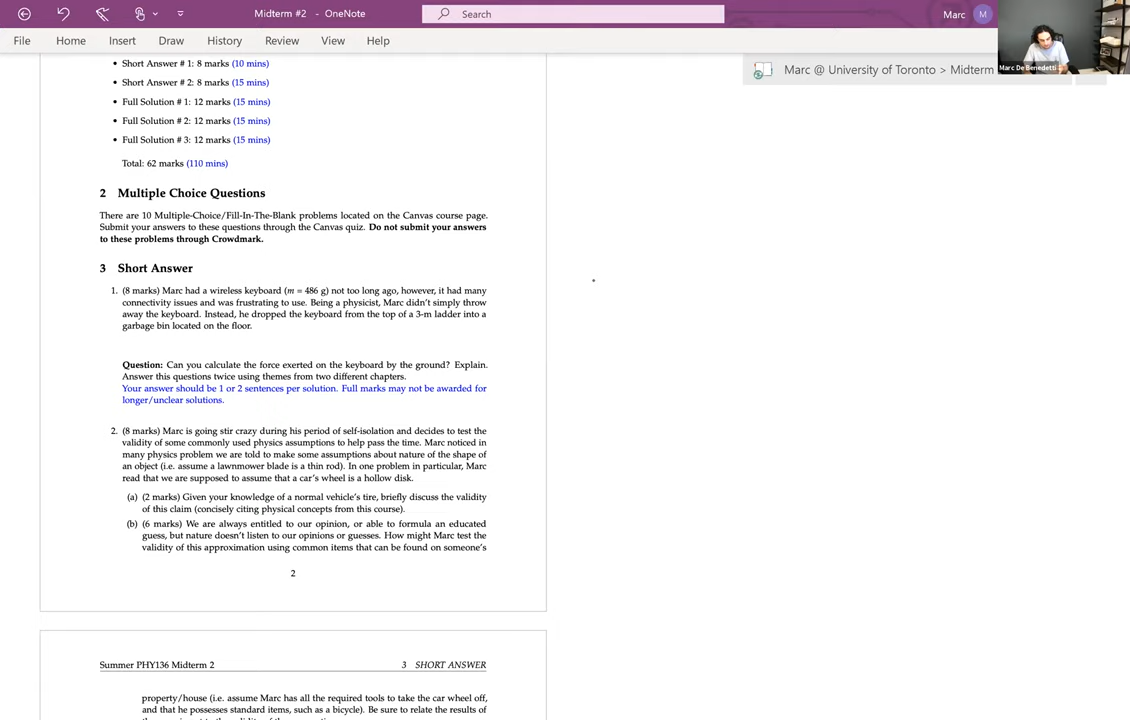 Midterm #2 - OneNote
Search
Marc
M
File Home Insert Draw History Review View Help
Marc @ University of Toronto > Midterm
Marc De Benedetti
• Short Answer # 1: 8 marks (10 mins)
• Short Answer # 2: 8 marks (15 mins)
• Full Solution # 1: 12 marks (15 mins)
• Full Solution # 2: 12 marks (15 mins)
• Full Solution # 3: 12 marks (15 mins)
Total: 62 marks (110 mins)
2 Multiple Choice Questions
There are 10 Multiple-Choice/Fill-In-The-Blank problems located on the Canvas course page.
Submit your answers to these questions through the Canvas quiz. Do not submit your answers
to these problems through Crowdmark.
3 Short Answer
1. (8 marks) Marc had a wireless keyboard (m = 486 g) not too long ago, however, it had many
connectivity issues and was frustrating to use. Being a physicist, Marc didn't simply throw
away the keyboard. Instead, he dropped the keyboard from the top of a 3-m ladder into a
garbage bin located on the floor.
Question: Can you calculate the force exerted on the keyboard by the ground? Explain.
Answer this questions twice using themes from two different chapters.
Your answer should be 1 or 2 sentences per solution. Full marks may not be awarded for
longer/unclear solutions.
2. (8 marks) Marc is going stir crazy during his period of self-isolation and decides to test the
validity of some commonly used physics assumptions to help pass the time. Marc noticed in
many physics problem we are told to make some assumptions about nature of the shape of
an object (i.e. assume a lawnmower blade is a thin rod). In one problem in particular, Marc
read that we are supposed to assume that a car's wheel is a hollow disk.
(a) (2 marks) Given your knowledge of a normal vehicle's tire, briefly discuss the validity
of this claim (concisely citing physical concepts from this course).
(b) (6 marks) We are always entitled to our opinion, or able to formula an educated
guess, but nature doesn't listen to our opinions or guesses. How might Marc test the
validity of this approximation using common items that can be found on someone's
2
Summer PHY136 Midterm 2 3 SHORT ANSWER
property/house (i.e. assume Marc has all the required tools to take the car wheel off,
and that he possesses standard items, such as a bicycle). Be sure to relate the results of